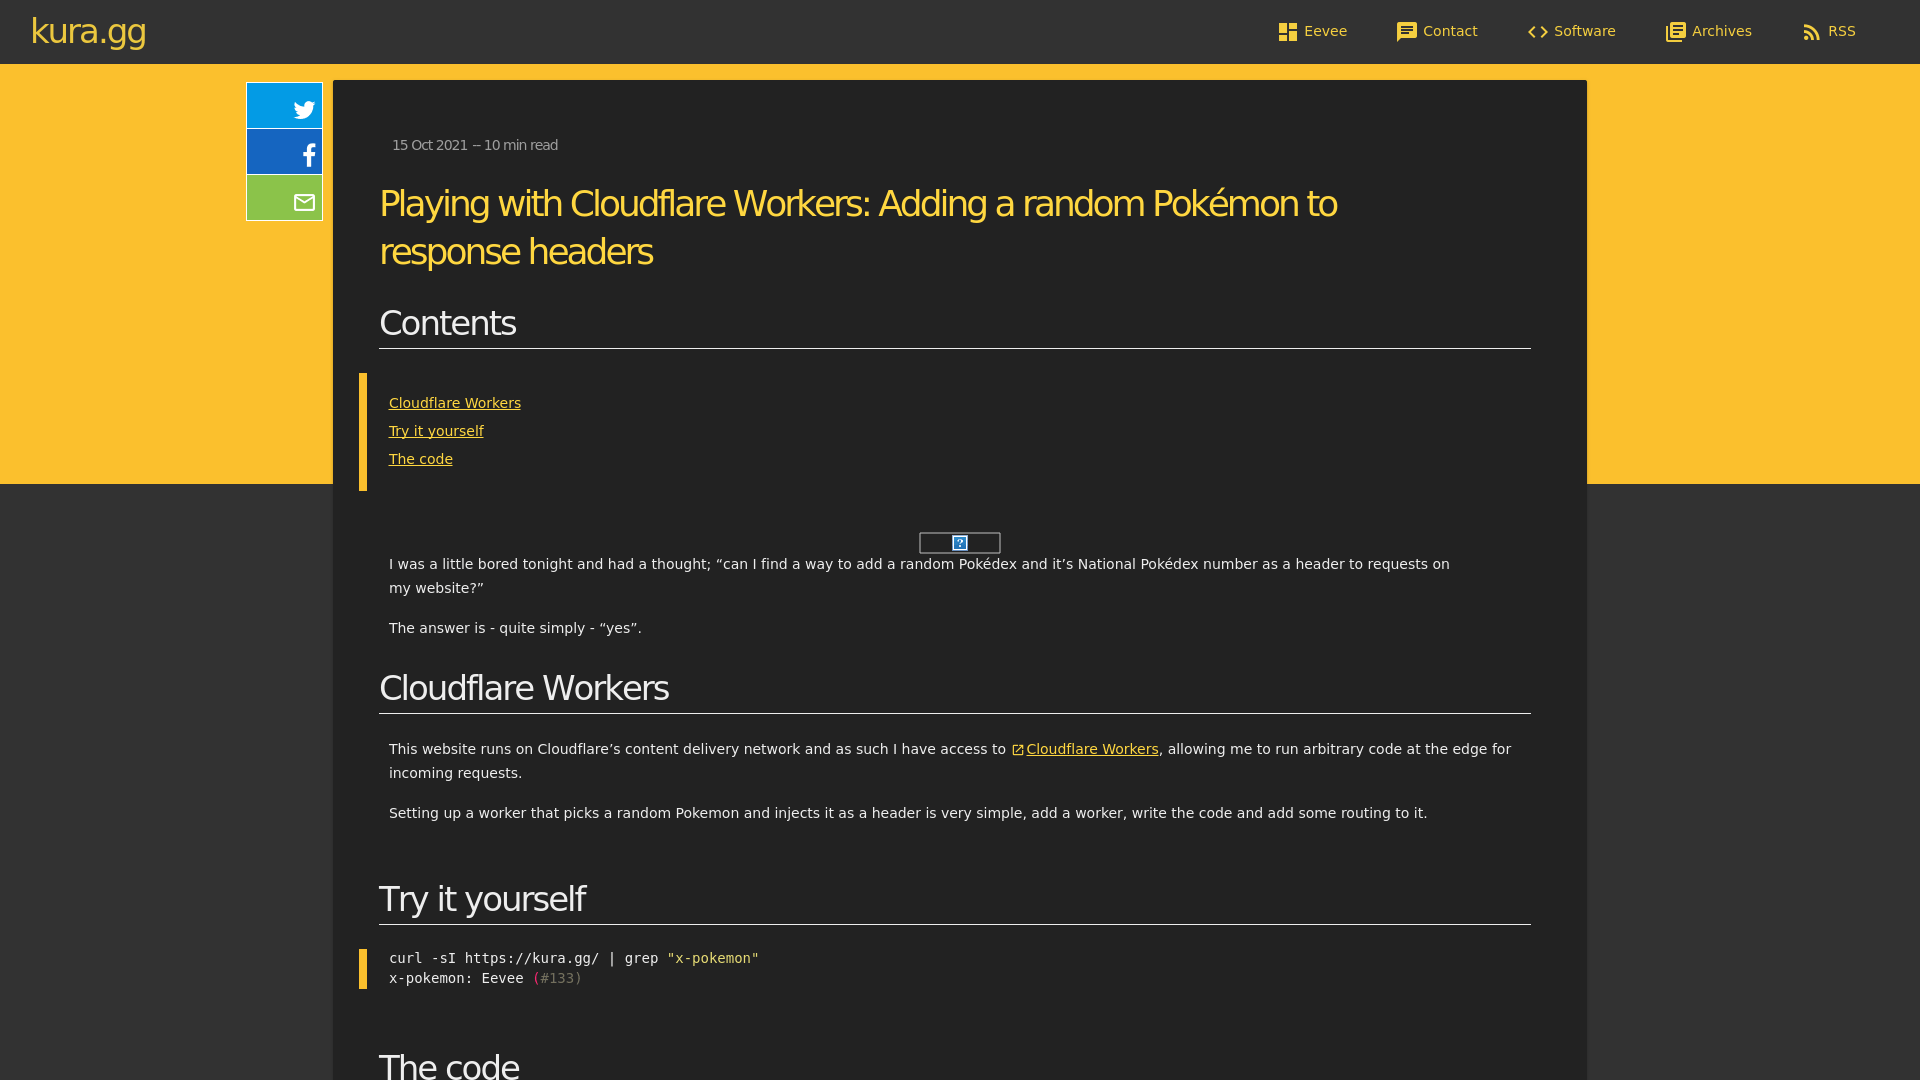 kura.gg
Eevee
Contact
Software
Archives
RSS
15 Oct 2021 -- 10 min read
Playing with Cloudflare Workers: Adding a random Pokémon to
response headers
Contents
Cloudflare Workers
Try it yourself
The code
I was a little bored tonight and had a thought; “can I find a way to add a random Pokédex and it’s National Pokédex number as a header to requests on
my website?”
The answer is - quite simply - “yes”.
Cloudflare Workers
This website runs on Cloudflare’s content delivery network and as such I have access to Cloudflare Workers, allowing me to run arbitrary code at the edge for
incoming requests.
Setting up a worker that picks a random Pokemon and injects it as a header is very simple, add a worker, write the code and add some routing to it.
Try it yourself
curl -sI https://kura.gg/ | grep "x-pokemon"
x-pokemon: Eevee (#133)
The code